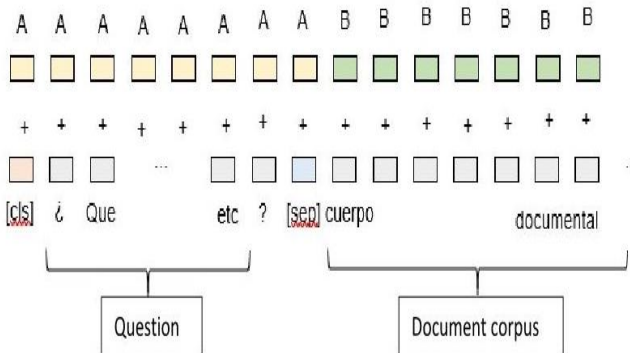 A A A A A A A A B B B B B B B
+ + + + + + + + + + + + + + +
...
[cls] ¿ Que etc ? [sep] cuerpo documental
Question Document corpus